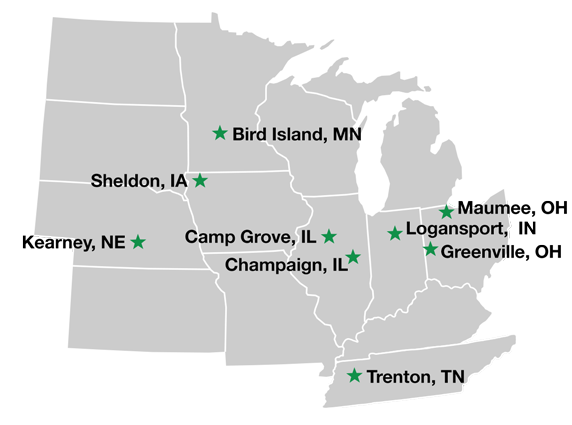 Bird Island, MN
Sheldon, IA
Maumee, OH
Logansport, IN
Camp Grove, IL
Kearney, NE
Greenville, OH
Champaign, IL
Trenton, TN